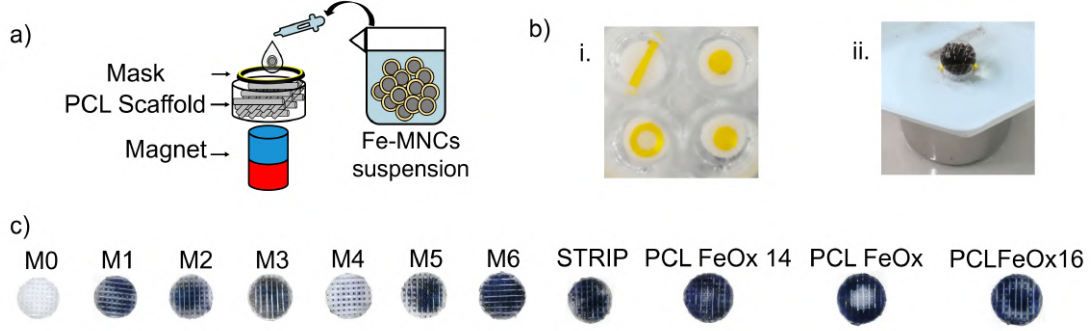 a)
Mask
PCL Scaffold
Magnet
Fe-MNCs
suspension
b)
i.
ii.
c)
M0 M1 M2 M3 M4 M5 M6 STRIP PCL FeOx 14 PCL FeOx PCLFeOx16